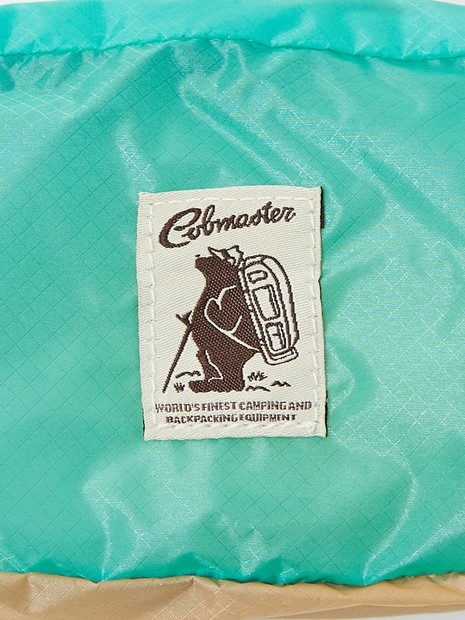 Cobmaster
WORLD'S FINEST CAMPING AND
BACKPACKING EQUIPMENT